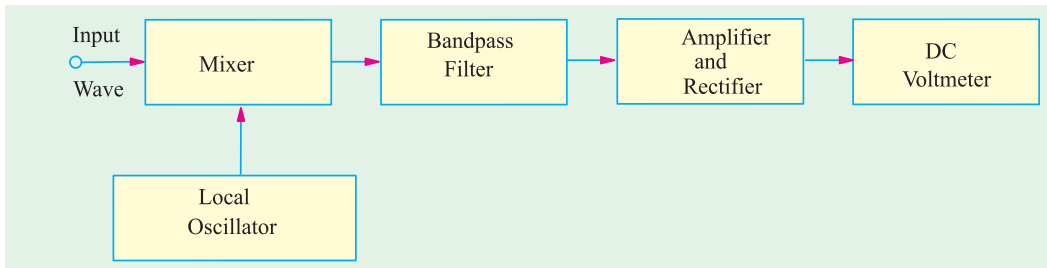 Input
Wave
Mixer
Bandpass
Filter
Amplifier
and
Rectifier
DC
Voltmeter
Local
Oscillator